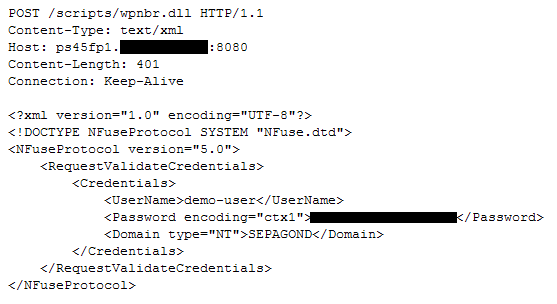 POST /scripts/wpnbr.dll HTTP/1.1
Content-Type: text/xml
Host: ps45fp1.:8080
Content-Length: 401
Connection: Keep-Alive
<?xml version="1.0" encoding="UTF-8"?>
<!DOCTYPE NFuseProtocol SYSTEM "NFuse.dtd">
<NFuseProtocol version="5.0">
<RequestValidateCredentials>
<Credentials>
<UserName>demo-user</UserName>
<Password encoding="ctx1"></Password>
<Domain type="NT">SEPAGOND</Domain>
</Credentials>
</RequestValidateCredentials>
</NFuseProtocol>